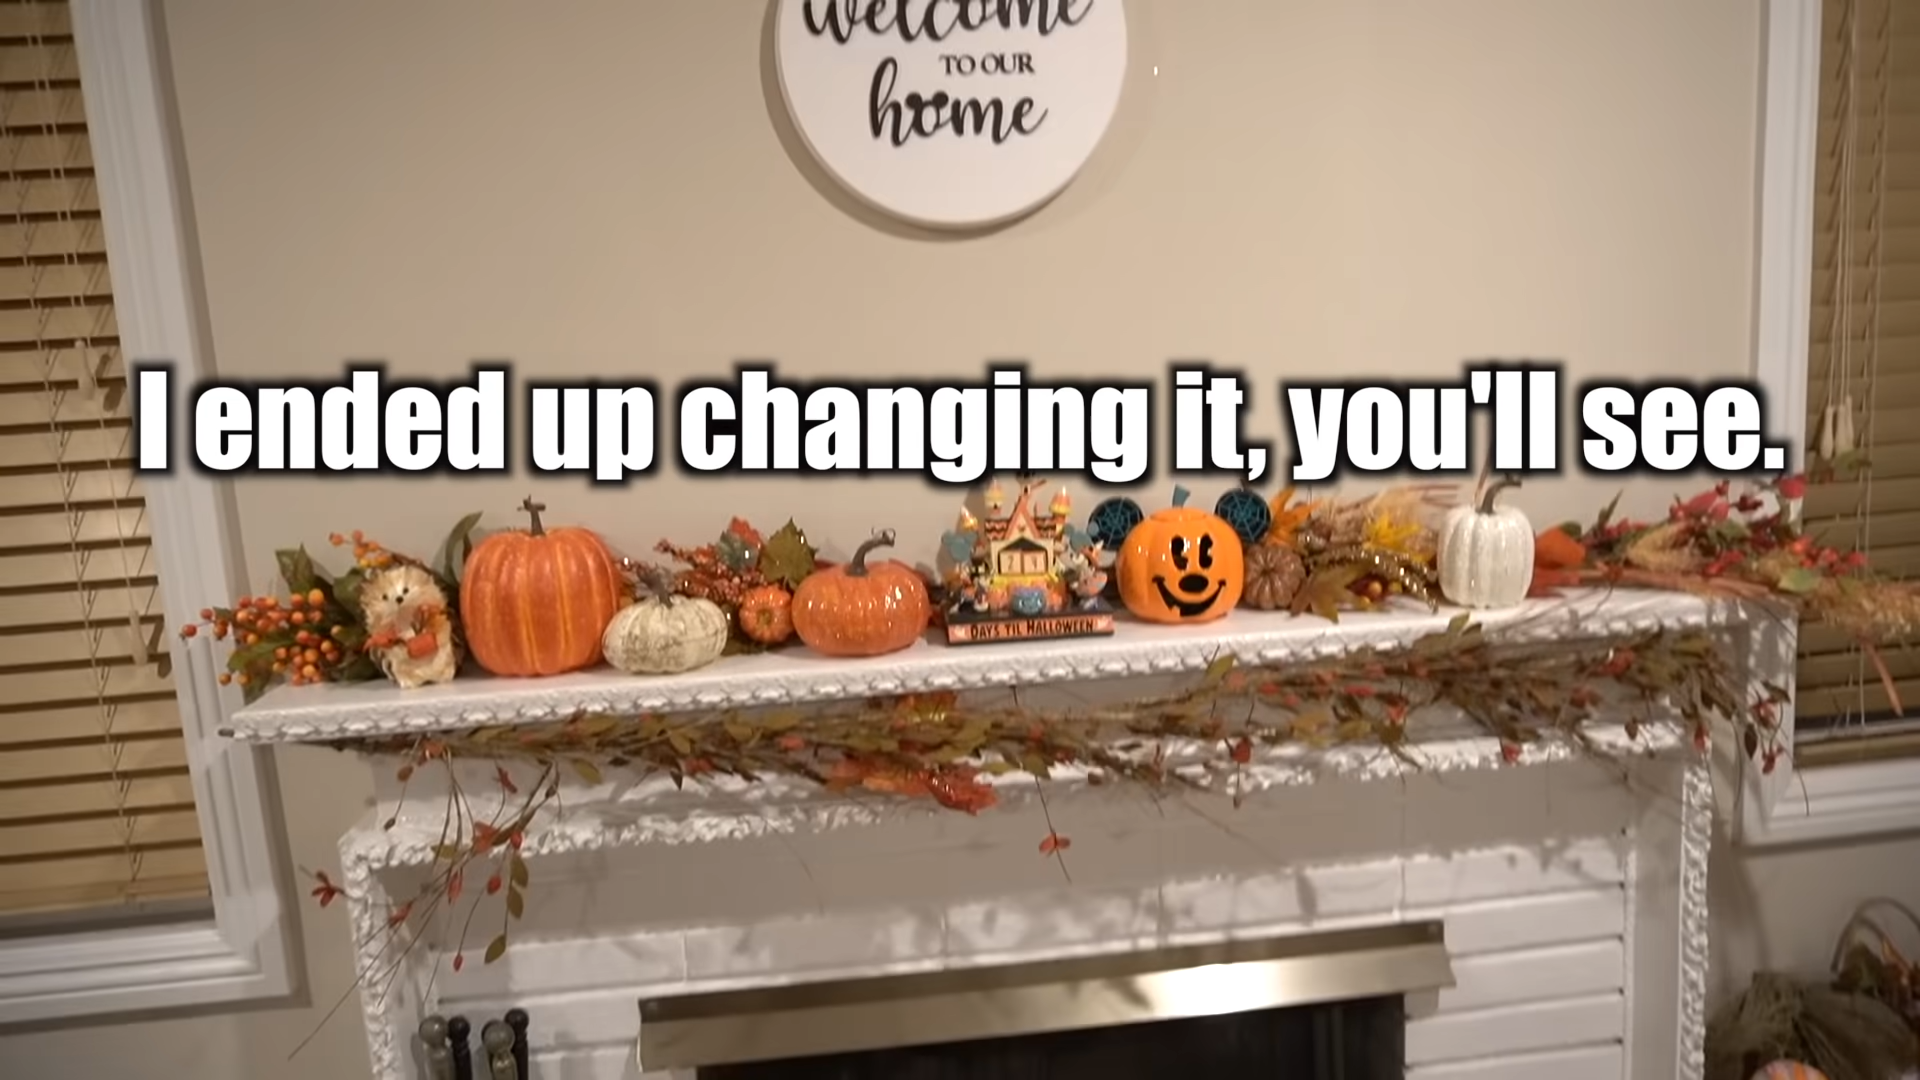 welcome
TO OUR
home
I ended up changing it, you'll see.
DAYS 'TIL HALLOWEEN!